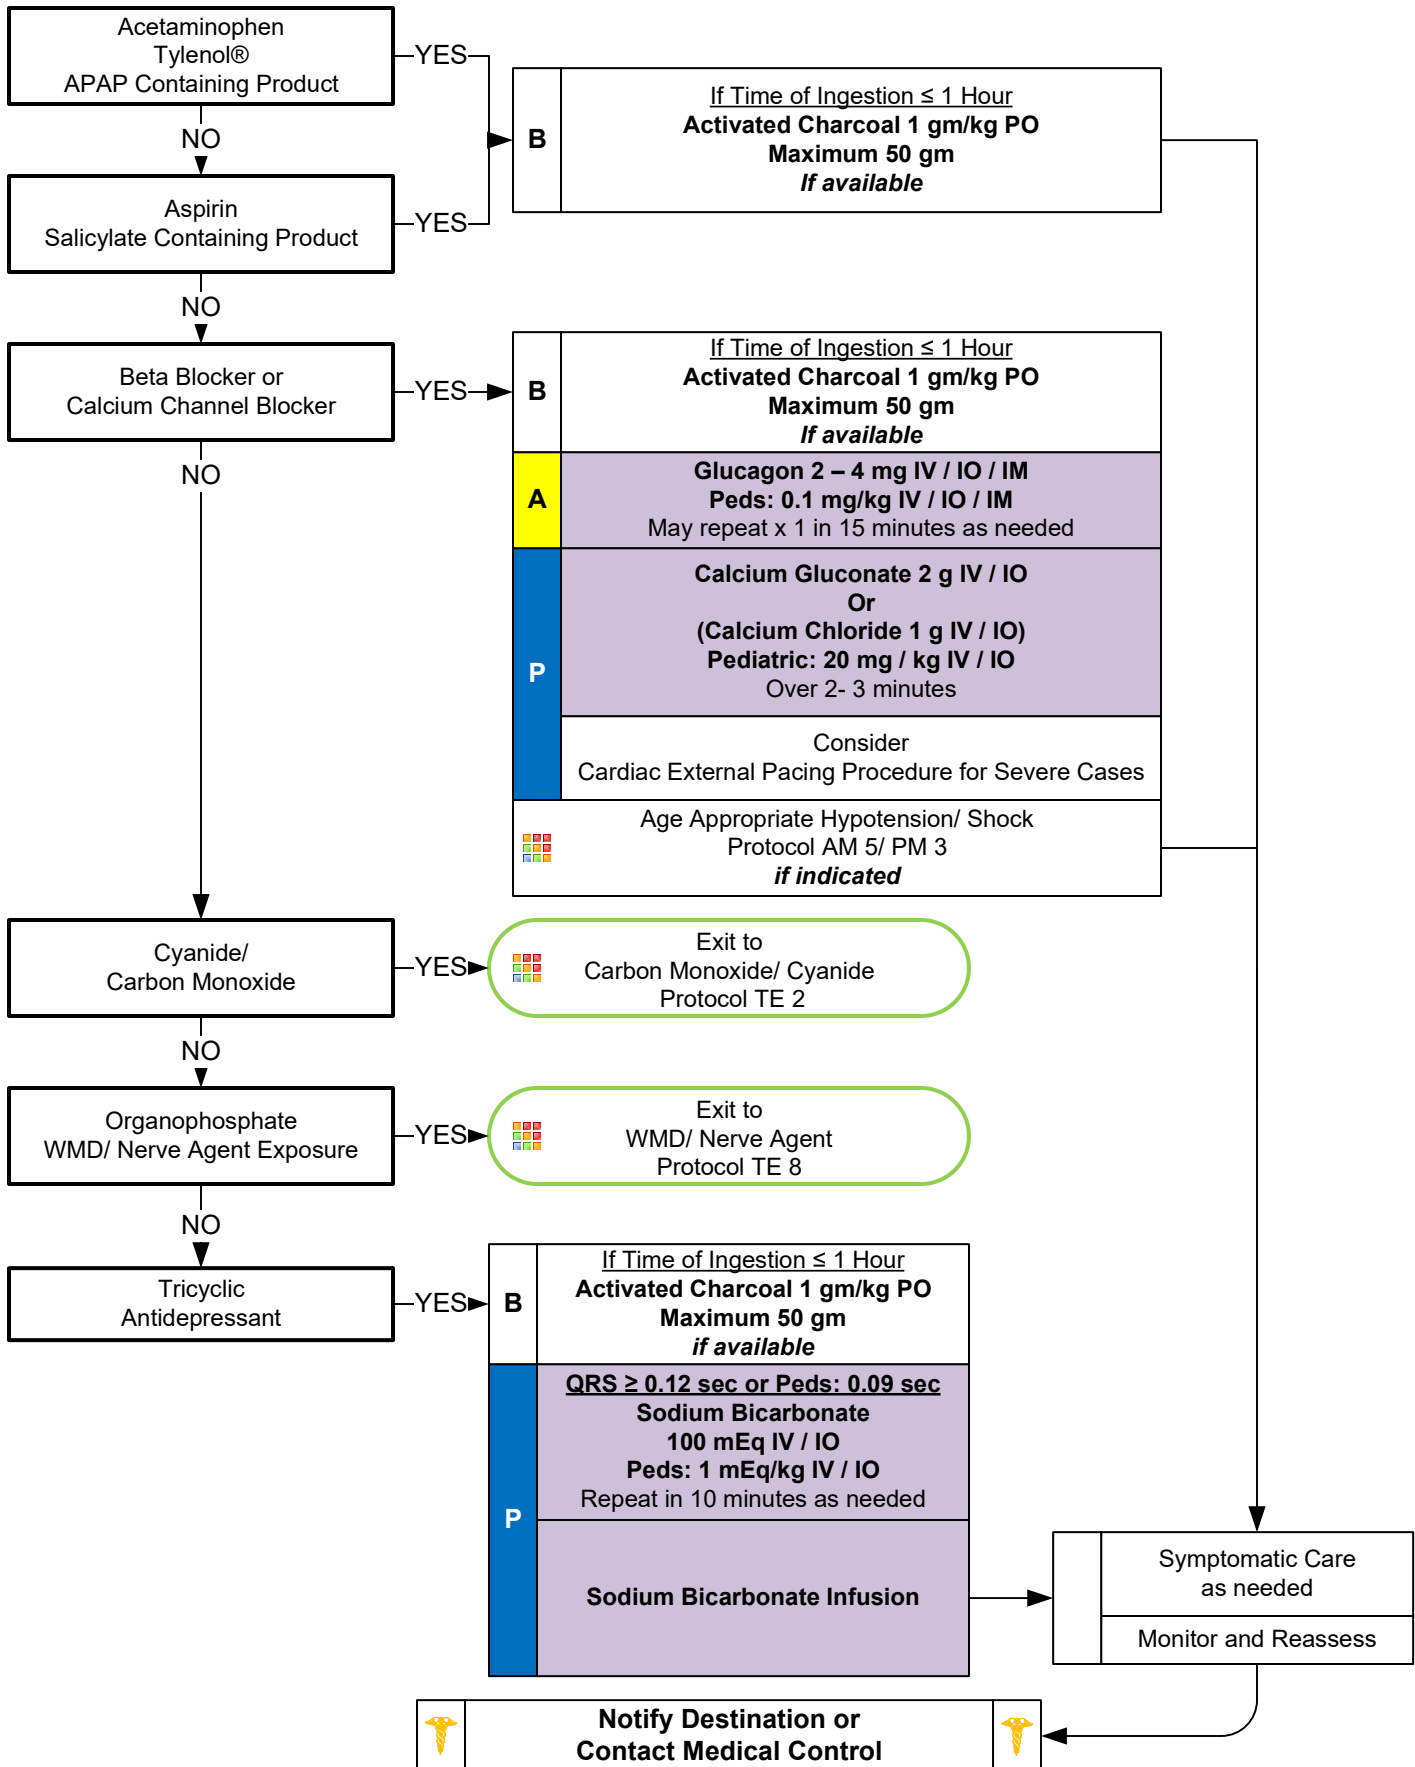 Acetaminophen
Tylenol®
APAP Containing Product
YES
NO
If Time of Ingestion ≤ 1 Hour
B
Activated Charcoal 1 gm/kg PO
Maximum 50 gm
If available
Aspirin
Salicylate Containing Product
YES
NO
Beta Blocker or
Calcium Channel Blocker
YES
NO
If Time of Ingestion ≤ 1 Hour
B
Activated Charcoal 1 gm/kg PO
Maximum 50 gm
If available
A
Glucagon 2 – 4 mg IV / IO / IM
Peds: 0.1 mg/kg IV / IO / IM
May repeat x 1 in 15 minutes as needed
P
Calcium Gluconate 2 g IV / IO
Or
(Calcium Chloride 1 g IV / IO)
Pediatric: 20 mg / kg IV / IO
Over 2- 3 minutes
Consider
Cardiac External Pacing Procedure for Severe Cases
Age Appropriate Hypotension/ Shock
Protocol AM 5/ PM 3
if indicated
Cyanide/
Carbon Monoxide
YES
NO
Exit to
Carbon Monoxide/ Cyanide
Protocol TE 2
Organophosphate
WMD/ Nerve Agent Exposure
YES
NO
Exit to
WMD/ Nerve Agent
Protocol TE 8
Tricyclic
Antidepressant
YES
If Time of Ingestion ≤ 1 Hour
B
Activated Charcoal 1 gm/kg PO
Maximum 50 gm
if available
P
QRS ≥ 0.12 sec or Peds: 0.09 sec
Sodium Bicarbonate
100 mEq IV / IO
Peds: 1 mEq/kg IV / IO
Repeat in 10 minutes as needed
Sodium Bicarbonate Infusion
Symptomatic Care
as needed
Monitor and Reassess
Notify Destination or
Contact Medical Control